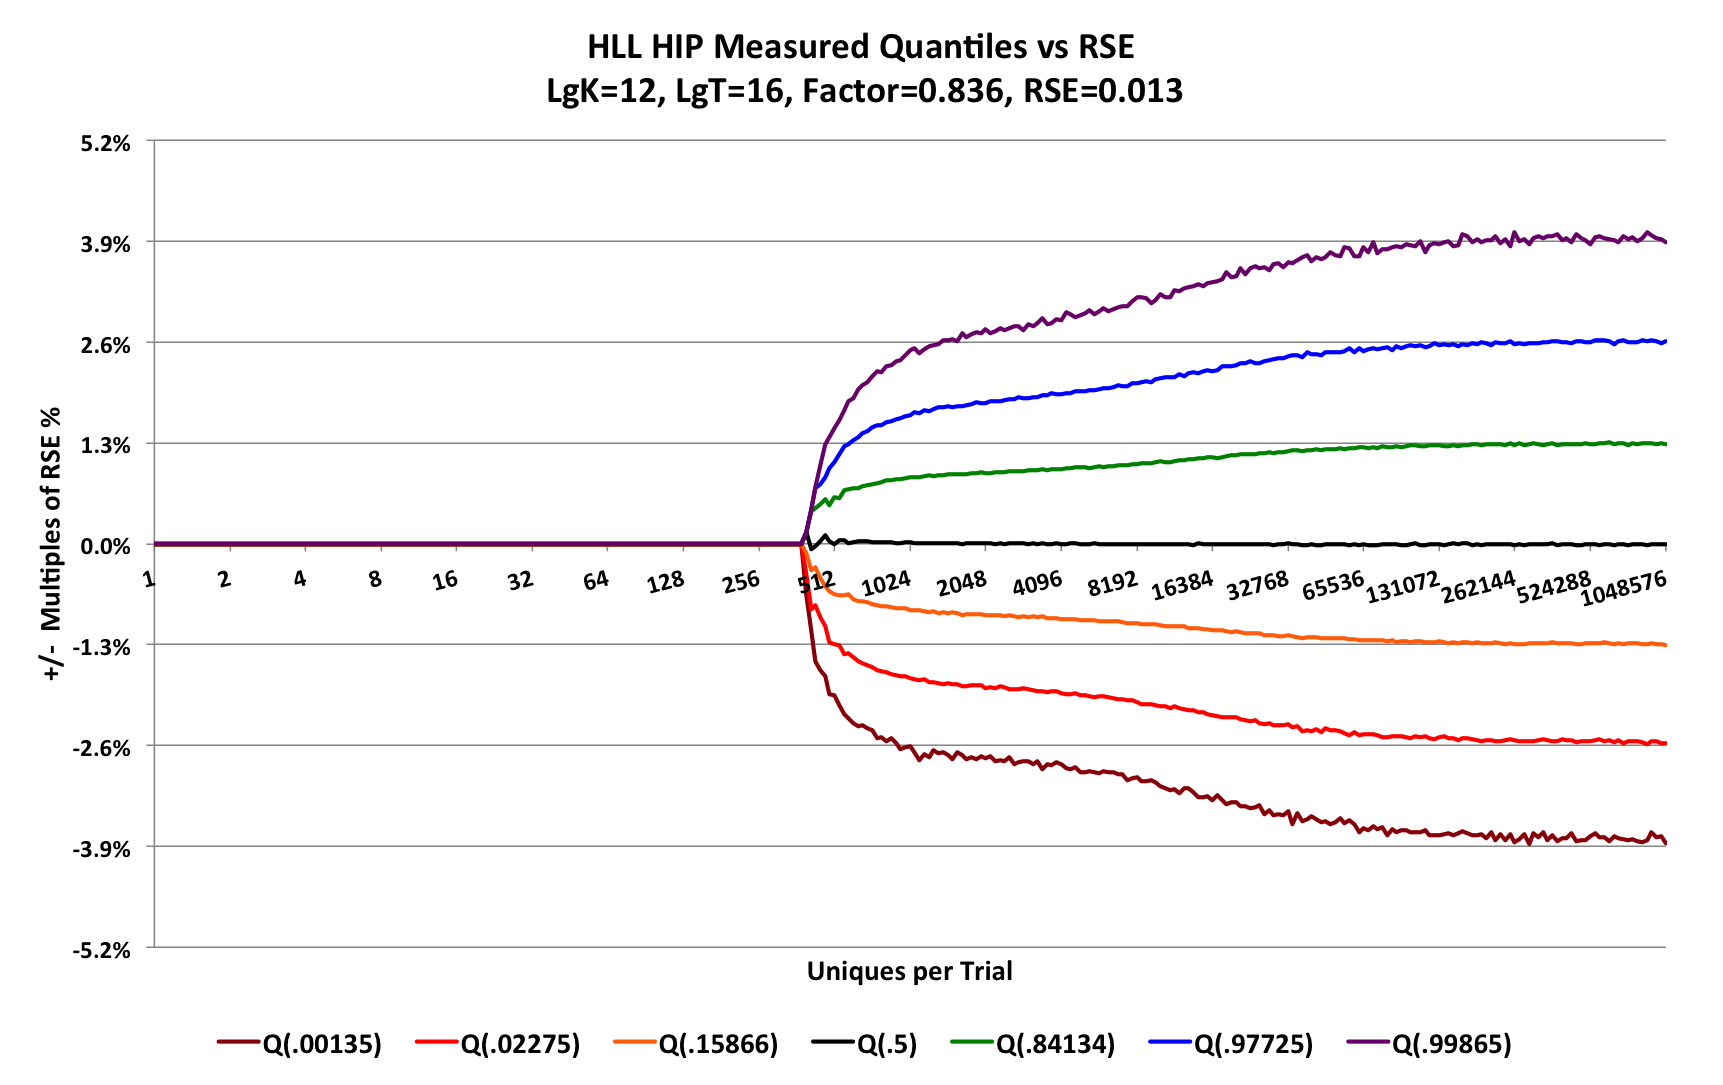 HLL HIP Measured Quantiles vs RSE
LgK=12, LgT=16, Factor=0.836, RSE=0.013
5.2%
3.9%
2.6%
1.3%
0.0%
-1.3%
-2.6%
-3.9%
-5.2%
+/- Multiples of RSE %
1 2 4 8 16 32 64 128 256 512 1024 2048 4096 8192 16384 32768 65536 131072 262144 524288 1048576
Uniques per Trial
Q(.00135) Q(.02275) Q(.15866) Q(.5) Q(.84134) Q(.97725) Q(.99865)